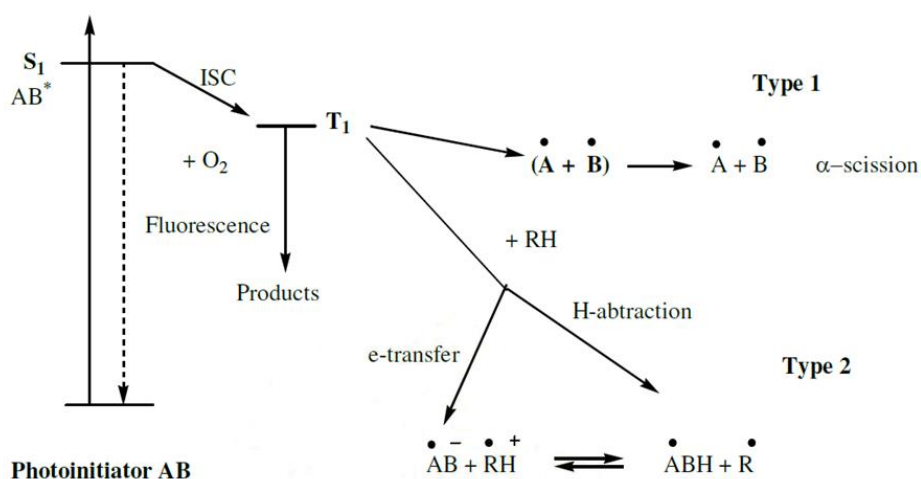 S1
AB*
ISC
T1
+ O2
Fluorescence
Products
Type 1
(A• + B•)
A• + B•
α–scission
+ RH
H-abtraction
e-transfer
Type 2
AB•– + RH•+
ABH• + R•
Photoinitiator AB